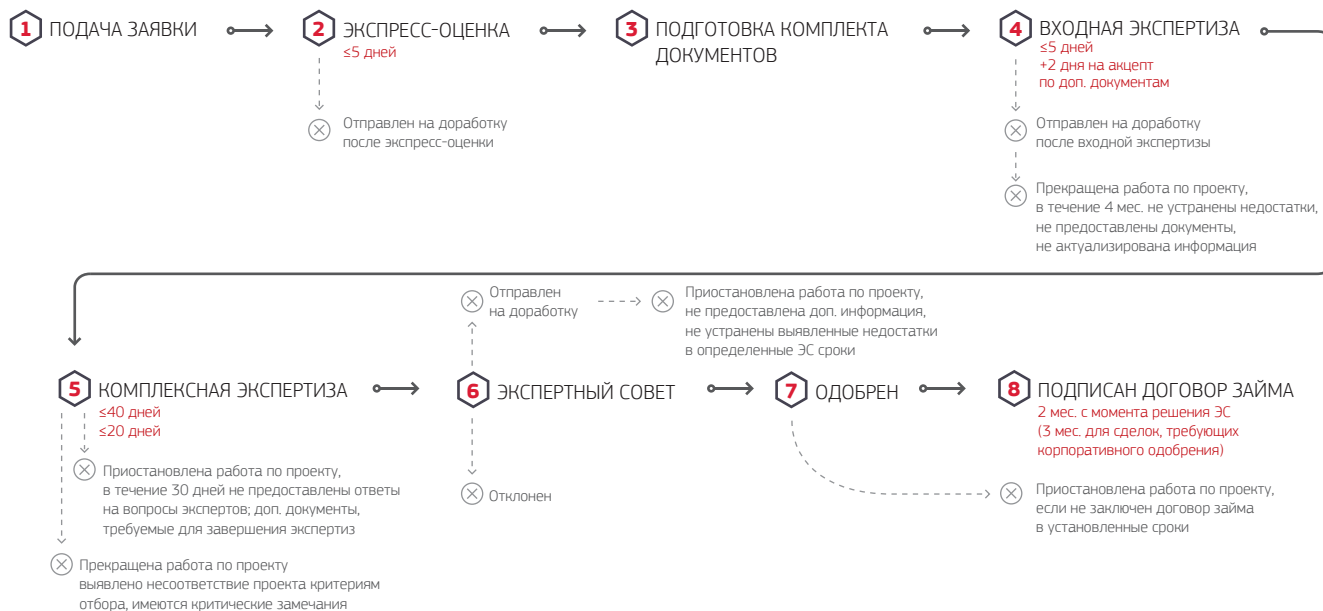 1 ПОДАЧА ЗАЯВКИ
2 ЭКСПРЕСС-ОЦЕНКА
≤5 дней
Отправлен на доработку
после экспресс-оценки
3 ПОДГОТОВКА КОМПЛЕКТА
ДОКУМЕНТОВ
4 ВХОДНАЯ ЭКСПЕРТИЗА
≤5 дней
+2 дня на акцепт
по доп. документам
Отправлен на доработку
после входной экспертизы
Прекращена работа по проекту,
в течение 4 мес. не устранены недостатки,
не предоставлены документы,
не актуализирована информация
5 КОМПЛЕКСНАЯ ЭКСПЕРТИЗА
≤40 дней
≤20 дней
Приостановлена работа по проекту,
в течение 30 дней не предоставлены ответы
на вопросы экспертов; доп. документы,
требуемые для завершения экспертиз
Прекращена работа по проекту
выявлено несоответствие проекта критериям
отбора, имеются критические замечания
Отправлен
на доработку
Приостановлена работа по проекту,
не предоставлена доп. информация,
не устранены выявленные недостатки
в определенные ЭС сроки
6 ЭКСПЕРТНЫЙ СОВЕТ
Отклонен
7 ОДОБРЕН
8 ПОДПИСАН ДОГОВОР ЗАЙМА
2 мес. с момента решения ЭС
(3 мес. для сделок, требующих
корпоративного одобрения)
Приостановлена работа по проекту,
если не заключен договор займа
в установленные сроки